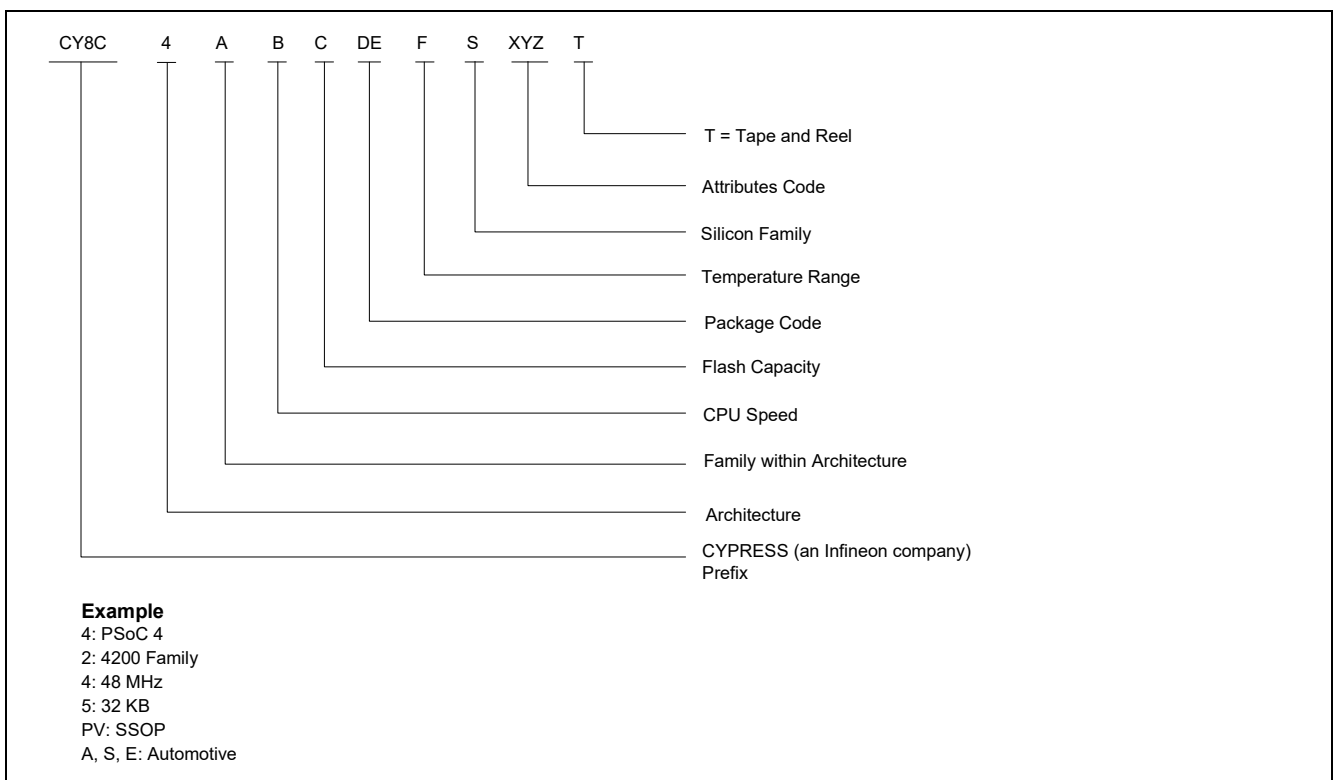 CY8C 4 A B C DE F S XYZ T
T = Tape and Reel
Attributes Code
Silicon Family
Temperature Range
Package Code
Flash Capacity
CPU Speed
Family within Architecture
Architecture
CYPRESS (an Infineon company)
Prefix
Example
4: PSoC 4
2: 4200 Family
4: 48 MHz
5: 32 KB
PV: SSOP
A, S, E: Automotive